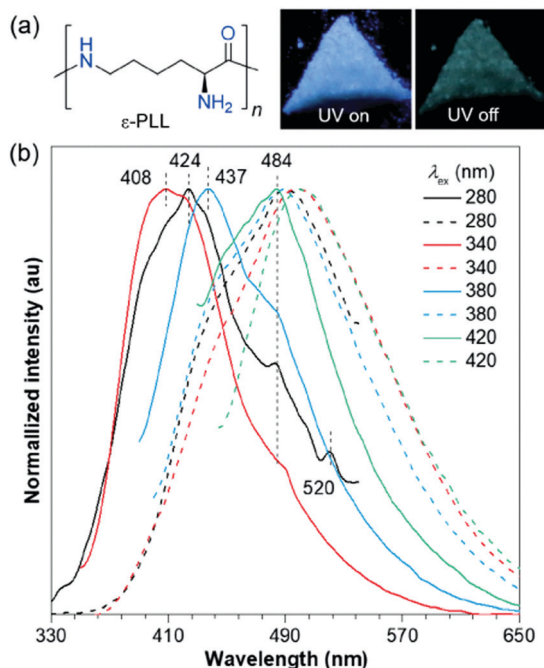 (a)
H
N
O
NH₂
n
ε-PLL
UV on
UV off
(b)
408
424
437
484
520
λex (nm)
280
280
340
340
380
380
420
420
Normallized intensity (au)
330
410
490
570
650
Wavelength (nm)